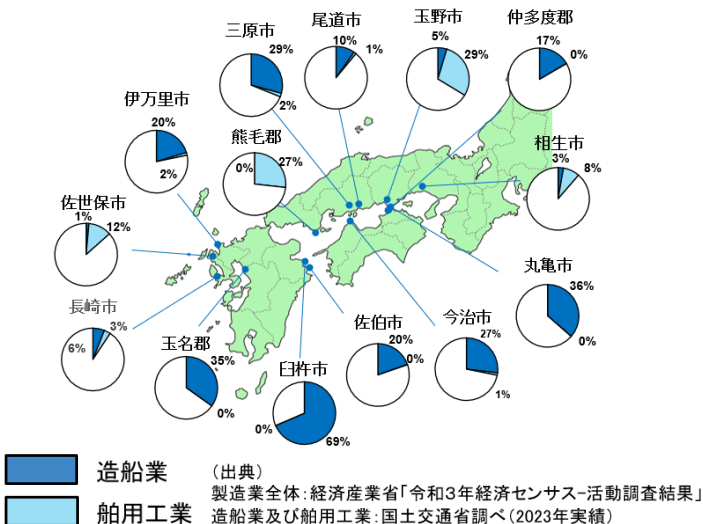 三原市
29%
2%
尾道市
10%
1%
玉野市
5%
29%
仲多度郡
17%
0%
伊万里市
20%
2%
熊毛郡
0%
27%
相生市
3%
8%
佐世保市
1%
12%
丸亀市
36%
0%
長崎市
6%
3%
玉名郡
35%
0%
臼杵市
0%
69%
佐伯市
20%
0%
今治市
27%
1%
造船業
舶用工業
(出典)
製造業全体:経済産業省「令和3年経済センサス-活動調査結果」
造船業及び舶用工業:国土交通省調べ(2023年実績)